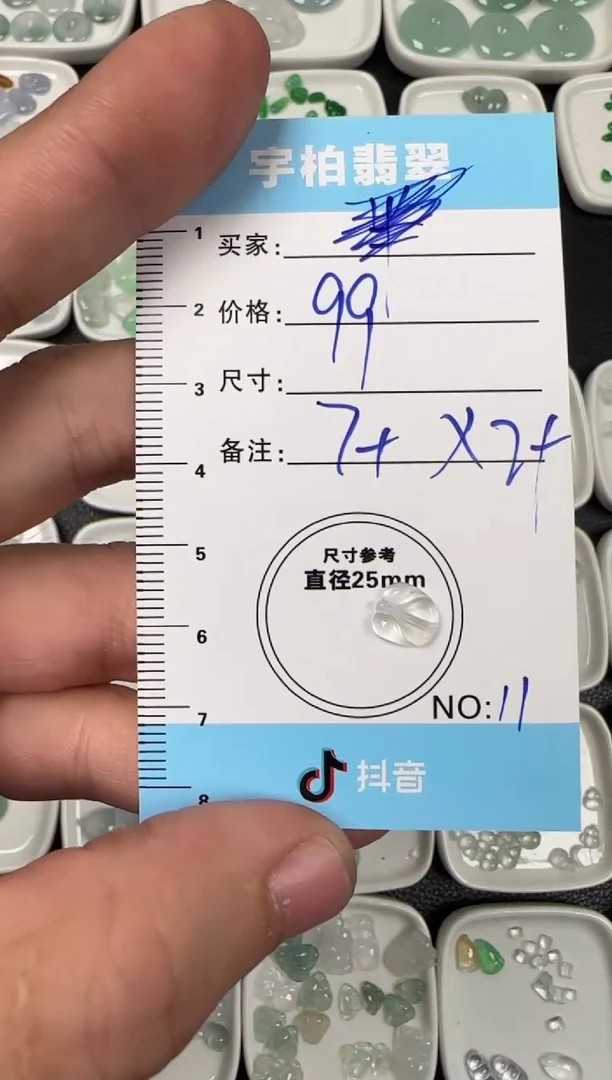 宇柏翡翠
1
买家:
2
价格: 99
3
尺寸:
备注: 7+ X 7+
4
5
尺寸参考
直径25mm
6
NO: 11
7
抖音
8